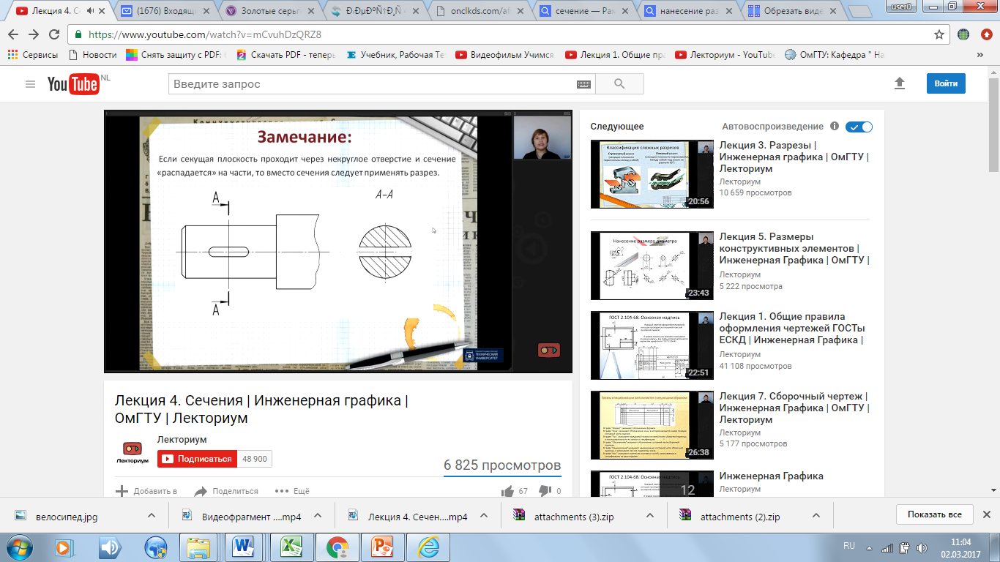 Лекция 4. С
(1676) Входящ
Золотые серь
onclkds.com/af
сечение — Ра
нанесение раз
Обрезать виде
user0
https://www.youtube.com/watch?v=mCvuhDzQRZ8
Сервисы
Новости
Снять защиту с PDF:
Скачать PDF - теперь
Учебник, Рабочая Те
Видеофильм Учимся
Лекция 1. Общие пра
Лекториум - YouTube
ОмГТУ: Кафедра " На
»
YouTube NL
Введите запрос
Войти
Замечание:
Если секущая плоскость проходит через некруглое отверстие и сечение
«распадается» на части, то вместо сечения следует применять разрез.
А
А-А
А
ТЕХНИЧЕСКИЙ
УНИВЕРСИТЕТ
Лекция 4. Сечения | Инженерная графика |
ОмГТУ | Лекториум
Лекториум
Лекториум
Подписаться
48 900
6 825 просмотров
Добавить в
Поделиться
Ещё
67
0
Следующее
Автовоспроизведение
Классификация сложных разрезов
20:56
Лекция 3. Разрезы |
Инженерная графика | ОмГТУ |
Лекториум
Лекториум
10 659 просмотров
Нанесение размера диаметра
23:43
Лекция 5. Размеры
конструктивных элементов |
Инженерная Графика | ОмГТУ |
Лекториум
5 222 просмотра
ГОСТ 2.104-68. Основная надпись
22:51
Лекция 1. Общие правила
оформления чертежей ГОСТы
ЕСКД | Инженерная Графика |
Лекториум
41 108 просмотров
26:38
Лекция 7. Сборочный чертеж |
Инженерная Графика | ОмГТУ |
Лекториум
Лекториум
5 177 просмотров
ГОСТ 2.104-68. Основная надпись
12
Инженерная Графика
Лекториум
велосипед.jpg
Видеофрагмент ....mp4
Лекция 4. Сечен....mp4
attachments (3).zip
attachments (2).zip
Показать все
RU
11:04
02.03.2017